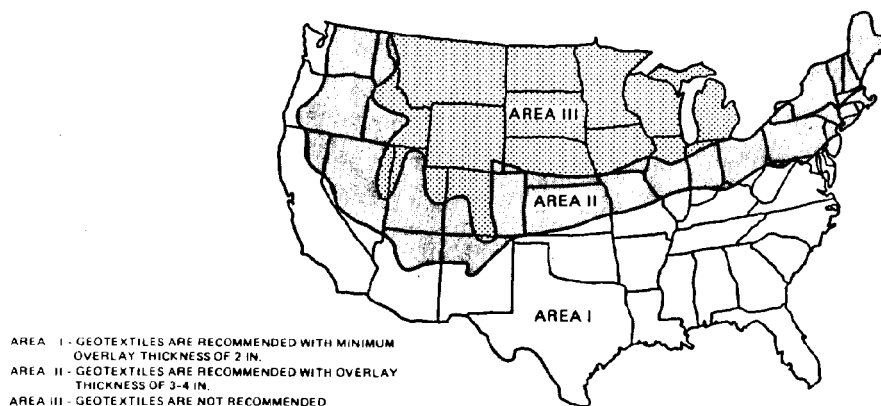 AREA III
AREA II
AREA I
AREA I - GEOTEXTILES ARE RECOMMENDED WITH MINIMUM
OVERLAY THICKNESS OF 2 IN.
AREA II - GEOTEXTILES ARE RECOMMENDED WITH OVERLAY
THICKNESS OF 3-4 IN.
AREA III - GEOTEXTILES ARE NOT RECOMMENDED